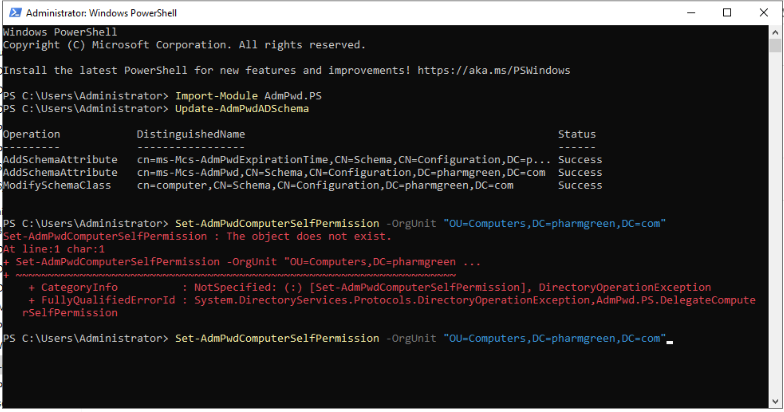 Administrator: Windows PowerShell
Windows PowerShell
Copyright (C) Microsoft Corporation. All rights reserved.
Install the latest PowerShell for new features and improvements! https://aka.ms/PSWindows
PS C:\Users\Administrator> Import-Module AdmPwd.PS
PS C:\Users\Administrator> Update-AdmPwdADSchema
Operation DistinguishedName Status
--------- ----------------- ------
AddSchemaAttribute cn=ms-Mcs-AdmPwdExpirationTime,CN=Schema,CN=Configuration,DC=p... Success
AddSchemaAttribute cn=ms-Mcs-AdmPwd,CN=Schema,CN=Configuration,DC=pharmgreen,DC=com Success
ModifySchemaClass cn=computer,CN=Schema,CN=Configuration,DC=pharmgreen,DC=com Success
PS C:\Users\Administrator> Set-AdmPwdComputerSelfPermission -OrgUnit "OU=Computers,DC=pharmgreen,DC=com"
Set-AdmPwdComputerSelfPermission : The object does not exist.
At line:1 char:1
+ Set-AdmPwdComputerSelfPermission -OrgUnit "OU=Computers,DC=pharmgreen ...
+ ~~~~~~~~~~~~~~~~~~~~~~~~~~~~~~~~~~~~~~~~~~~~~~~~~~~~~~~~~~~~~~~~~~~~~
+ CategoryInfo : NotSpecified: (:) [Set-AdmPwdComputerSelfPermission], DirectoryOperationException
+ FullyQualifiedErrorId : System.DirectoryServices.Protocols.DirectoryOperationException,AdmPwd.PS.DelegateCompute
rSelfPermission
PS C:\Users\Administrator> Set-AdmPwdComputerSelfPermission -OrgUnit "OU=Computers,DC=pharmgreen,DC=com"